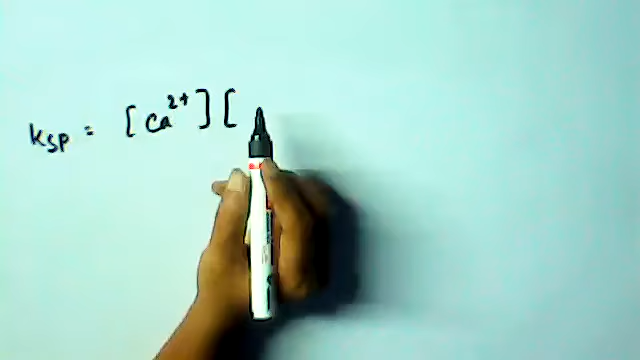 Ksp = [Ca²⁺] [